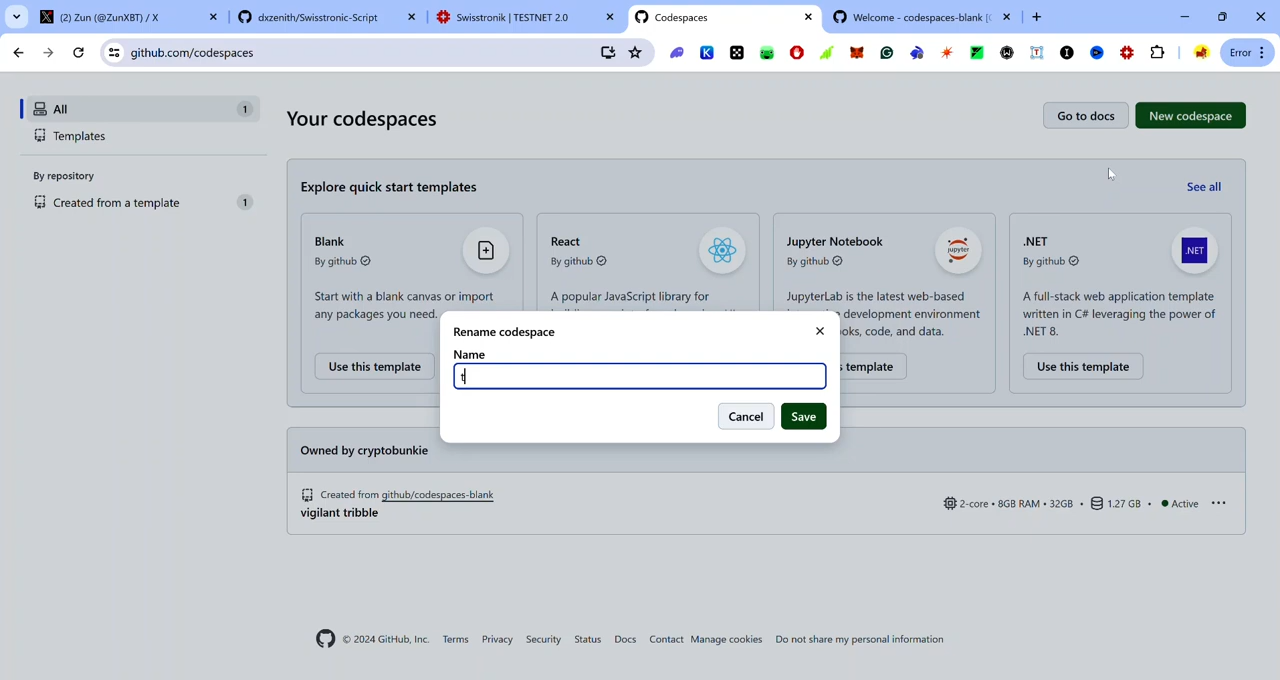 (2) Zun (@ZunXBT) / X
dxzenith/Swisstronic-Script
Swisstronik | TESTNET 2.0
Codespaces
Welcome - codespaces-blank [C
github.com/codespaces
Error
All 1
Templates
By repository
Created from a template 1
Your codespaces
Go to docs
New codespace
Explore quick start templates
See all
Blank
By github
Start with a blank canvas or import
any packages you need.
Use this template
React
By github
A popular JavaScript library for
Jupyter Notebook
By github
JupyterLab is the latest web-based
development environment
oks, code, and data.
template
.NET
By github
.NET
A full-stack web application template
written in C# leveraging the power of
.NET 8.
Use this template
Rename codespace
Name
t
Cancel
Save
Owned by cryptobunkie
Created from github/codespaces-blank
vigilant tribble
2-core • 8GB RAM • 32GB • 1.27 GB • Active
© 2024 GitHub, Inc. Terms Privacy Security Status Docs Contact Manage cookies Do not share my personal information